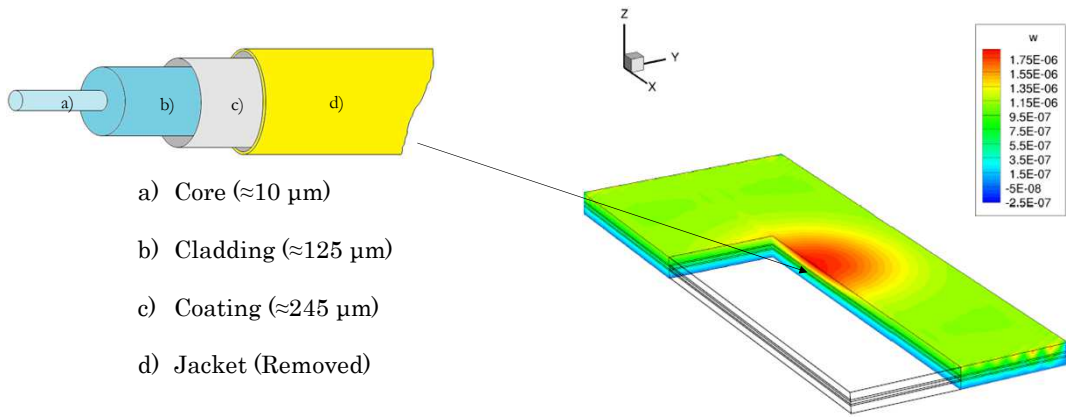 a)
b)
c)
d)
a) Core (≈10 μm)
b) Cladding (≈125 μm)
c) Coating (≈245 μm)
d) Jacket (Removed)
Z
Y
X
w
1.75E-06
1.55E-06
1.35E-06
1.15E-06
9.5E-07
7.5E-07
5.5E-07
3.5E-07
1.5E-07
-5E-08
-2.5E-07